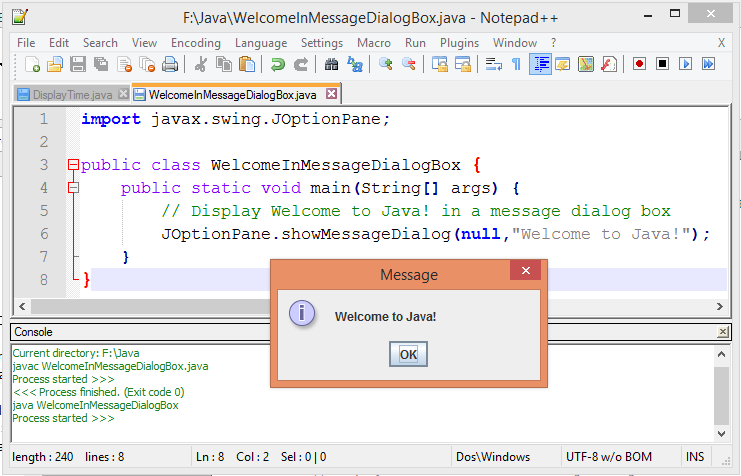 F:\Java\WelcomeInMessageDialogBox.java - Notepad++
File Edit Search View Encoding Language Settings Macro Run Plugins Window ? X
DisplayTime.java WelcomeInMessageDialogBox.java
1 import javax.swing.JOptionPane;
2
3 public class WelcomeInMessageDialogBox {
4 public static void main(String[] args) {
5 // Display Welcome to Java! in a message dialog box
6 JOptionPane.showMessageDialog(null,"Welcome to Java!");
7 }
8 }
Message
Welcome to Java!
OK
Console
Current directory: F:\Java
javac WelcomeInMessageDialogBox.java
Process started >>>
<<< Process finished. (Exit code 0)
java WelcomeInMessageDialogBox
Process started >>>
length : 240 lines : 8 Ln : 8 Col : 2 Sel : 0 | 0 Dos\Windows UTF-8 w/o BOM INS